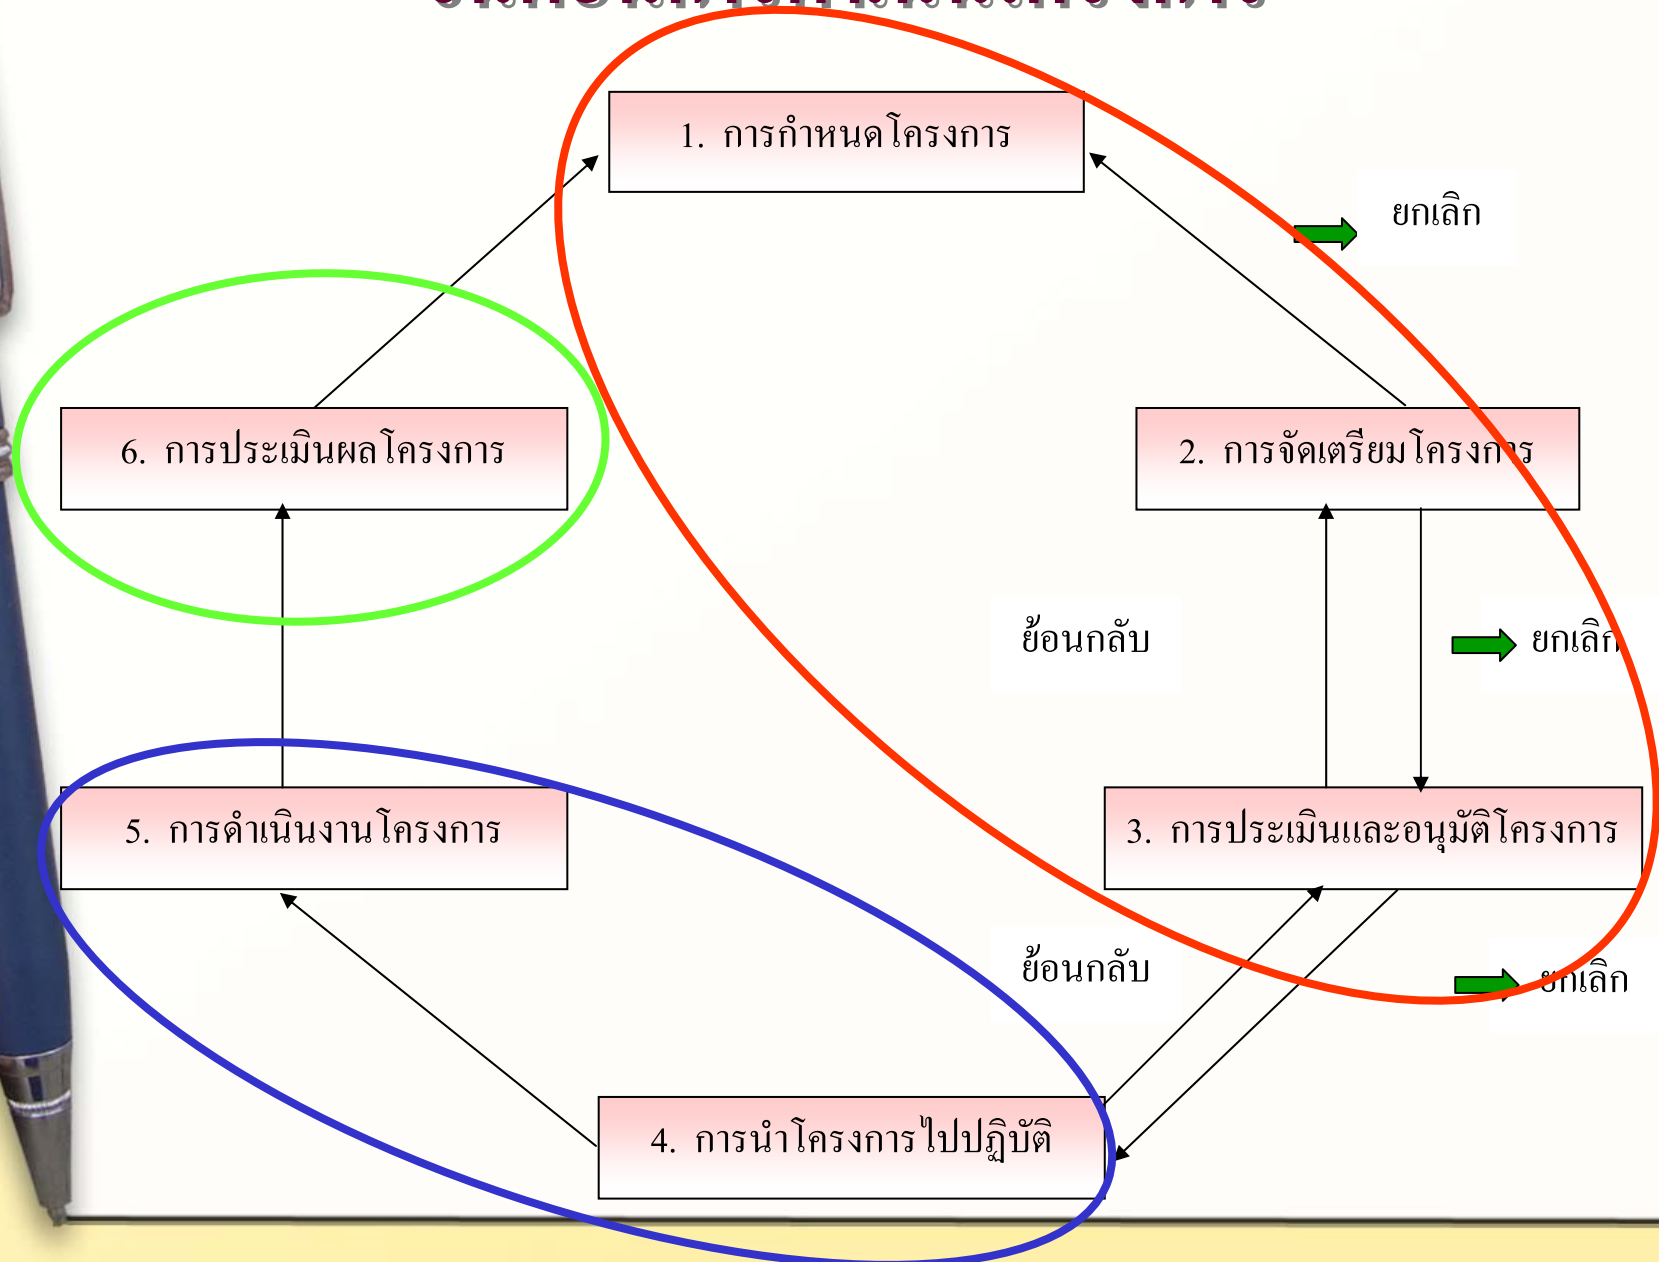 1. การกำหนดโครงการ
ยกเลิก
6. การประเมินผลโครงการ
2. การจัดเตรียมโครงการ
ย้อนกลับ
ยกเลิก
5. การดำเนินงานโครงการ
3. การประเมินและอนุมัติโครงการ
ย้อนกลับ
ยกเลิก
4. การนำโครงการไปปฏิบัติ